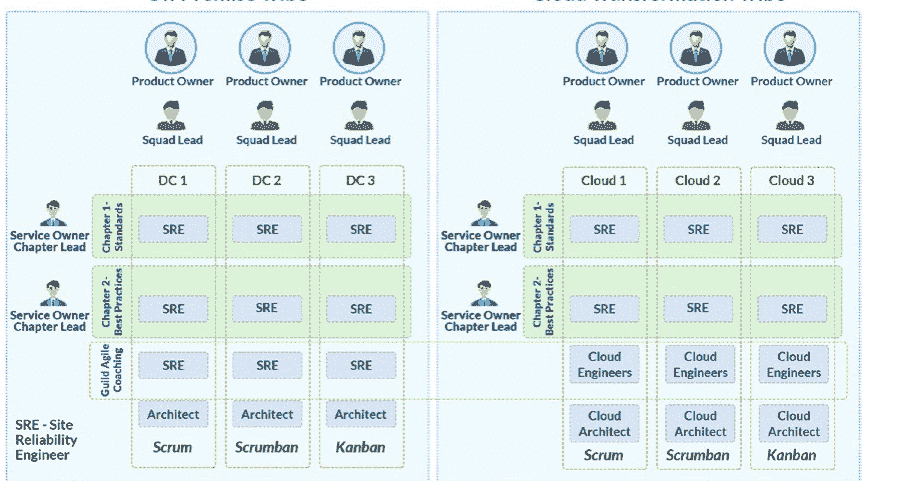 Product Owner Product Owner Product Owner
Squad Lead Squad Lead Squad Lead
DC 1 DC 2 DC 3
Service Owner
Chapter Lead
Chapter 1-
Standards
SRE SRE SRE
Service Owner
Chapter Lead
Chapter 2-
Best Practices
SRE SRE SRE
Guild Agile
Coaching
SRE SRE SRE
Architect Architect Architect
Scrum Scrumban Kanban
SRE - Site
Reliability
Engineer
Product Owner Product Owner Product Owner
Squad Lead Squad Lead Squad Lead
Cloud 1 Cloud 2 Cloud 3
Service Owner
Chapter Lead
Chapter 1-
Standards
SRE SRE SRE
Service Owner
Chapter Lead
Chapter 2-
Best Practices
SRE SRE SRE
Cloud Cloud Cloud
Engineers Engineers Engineers
Cloud Cloud Cloud
Architect Architect Architect
Scrum Scrumban Kanban